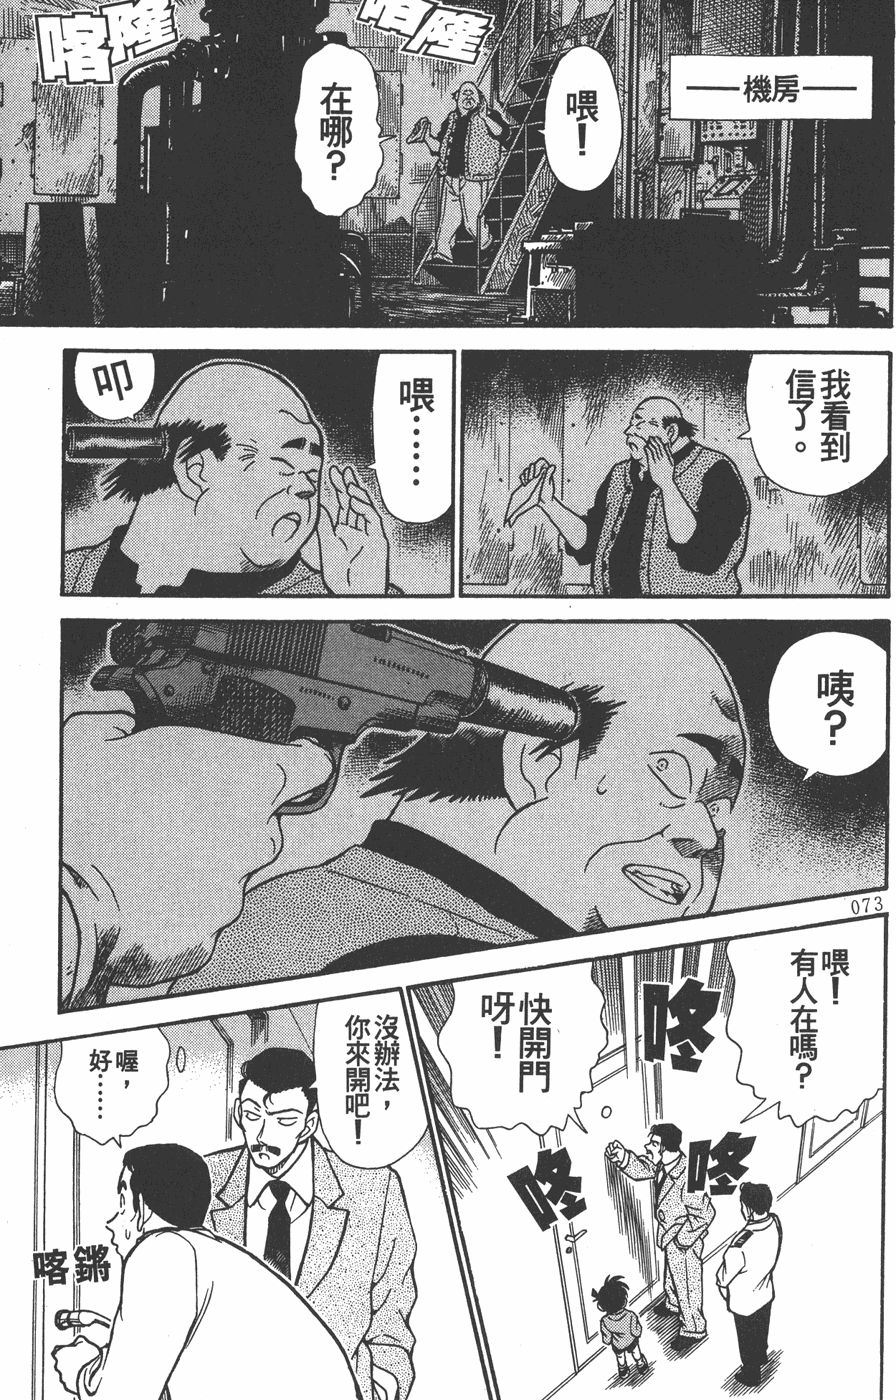 ——機房——
喀隆
喀隆
喂！
在哪？
我看到
信了。
喂……
叩
咦？
073
喂！
有人在嗎？
快開門
呀！
咚
咚
咚
沒辦法，
你來開吧！
喔，
好……
喀鏘